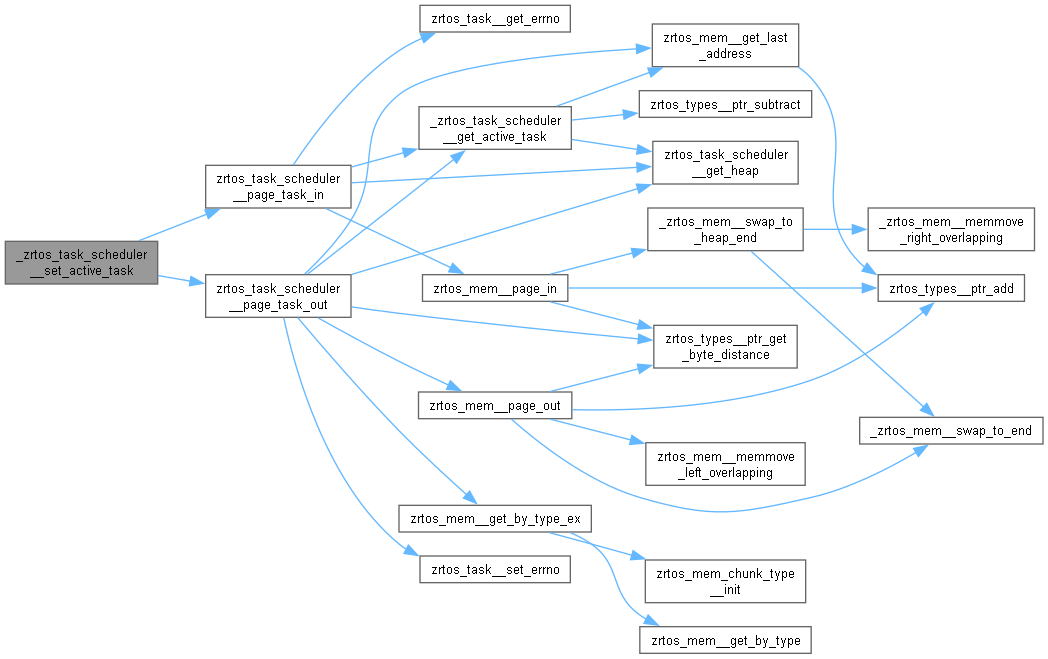 zrtos_task__get_errno
zrtos_mem__get_last
_address
zrtos_types__ptr_subtract
_zrtos_task_scheduler
__get_active_task
zrtos_task_scheduler
__get_heap
zrtos_task_scheduler
__page_task_in
_zrtos_mem__swap_to
_heap_end
_zrtos_mem__memmove
_right_overlapping
_zrtos_task_scheduler
__set_active_task
zrtos_task_scheduler
__page_task_out
zrtos_mem__page_in
zrtos_types__ptr_add
zrtos_types__ptr_get
_byte_distance
zrtos_mem__page_out
_zrtos_mem__swap_to_end
zrtos_mem__memmove
_left_overlapping
zrtos_mem__get_by_type_ex
zrtos_task__set_errno
zrtos_mem_chunk_type
__init
zrtos_mem__get_by_type